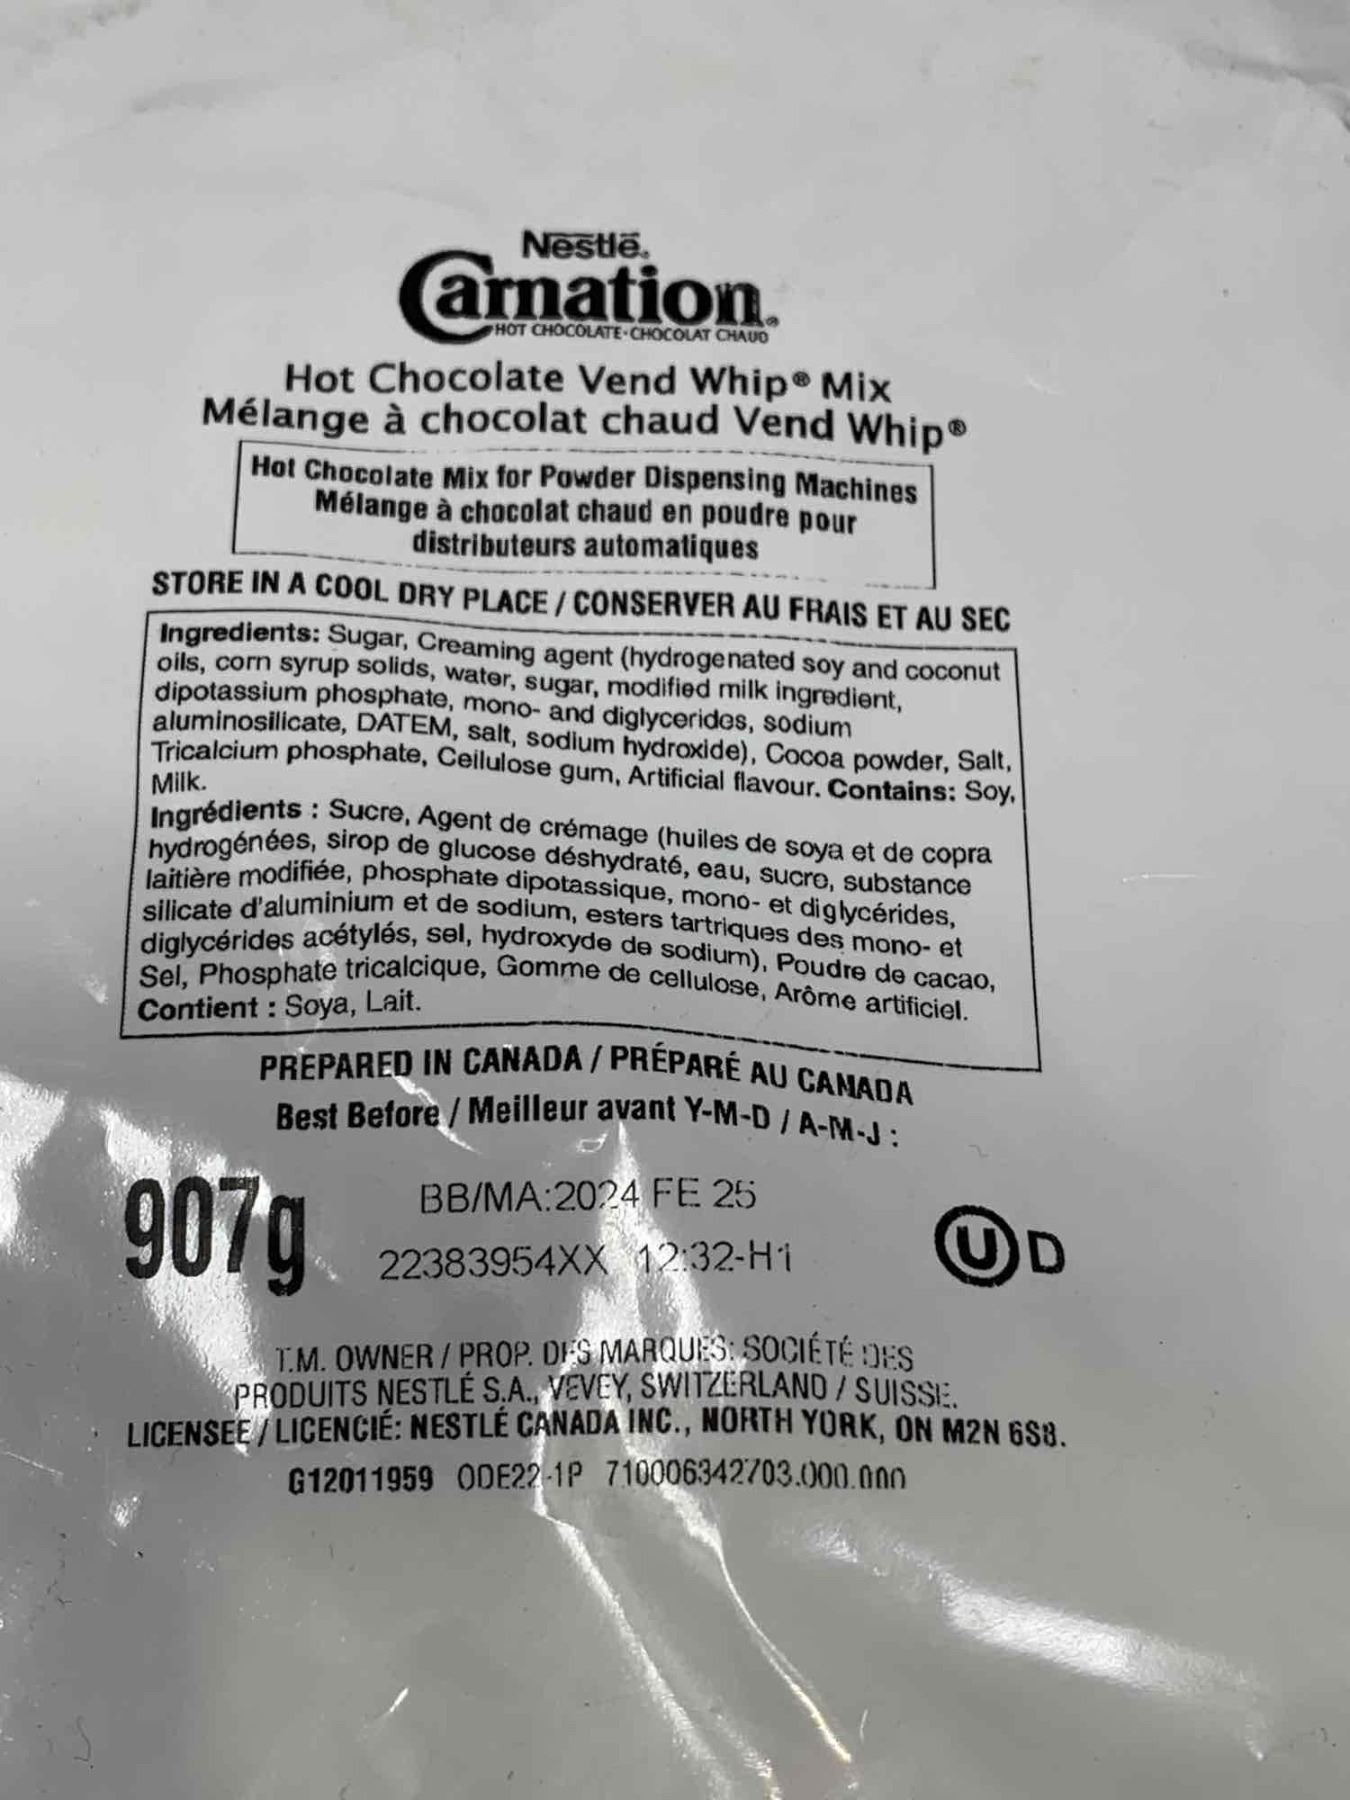 Nestlé.
Carnation®
HOT CHOCOLATE-CHOCOLAT CHAUD
Hot Chocolate Vend Whip® Mix
Mélange à chocolat chaud Vend Whip®
Hot Chocolate Mix for Powder Dispensing Machines
Mélange à chocolat chaud en poudre pour
distributeurs automatiques
STORE IN A COOL DRY PLACE / CONSERVER AU FRAIS ET AU SEC
Ingredients: Sugar, Creaming agent (hydrogenated soy and coconut
oils, corn syrup solids, water, sugar, modified milk ingredient,
dipotassium phosphate, mono- and diglycerides, sodium
aluminosilicate, DATEM, salt, sodium hydroxide), Cocoa powder, Salt,
Tricalcium phosphate, Cellulose gum, Artificial flavour. Contains: Soy,
Milk.
Ingrédients : Sucre, Agent de crémage (huiles de soya et de copra
hydrogénées, sirop de glucose déshydraté, eau, sucre, substance
laitière modifiée, phosphate dipotassique, mono- et diglycérides,
silicate d'aluminium et de sodium, esters tartriques des mono- et
diglycérides acétylés, sel, hydroxyde de sodium), Poudre de cacao,
Sel, Phosphate tricalcique, Gomme de cellulose, Arôme artificiel.
Contient : Soya, Lait.
PREPARED IN CANADA / PRÉPARÉ AU CANADA
Best Before / Meilleur avant Y-M-D / A-M-J :
907g
BB/MA:2024 FE 25
22383954XX 12:32-H1
UD
T.M. OWNER / PROP. DES MARQUES: SOCIÉTÉ DES
PRODUITS NESTLÉ S.A., VEVEY, SWITZERLAND / SUISSE.
LICENSEE / LICENCIÉ: NESTLÉ CANADA INC., NORTH YORK, ON M2N 6S8.
G12011959 ODE22-1P 710006342703.000.000